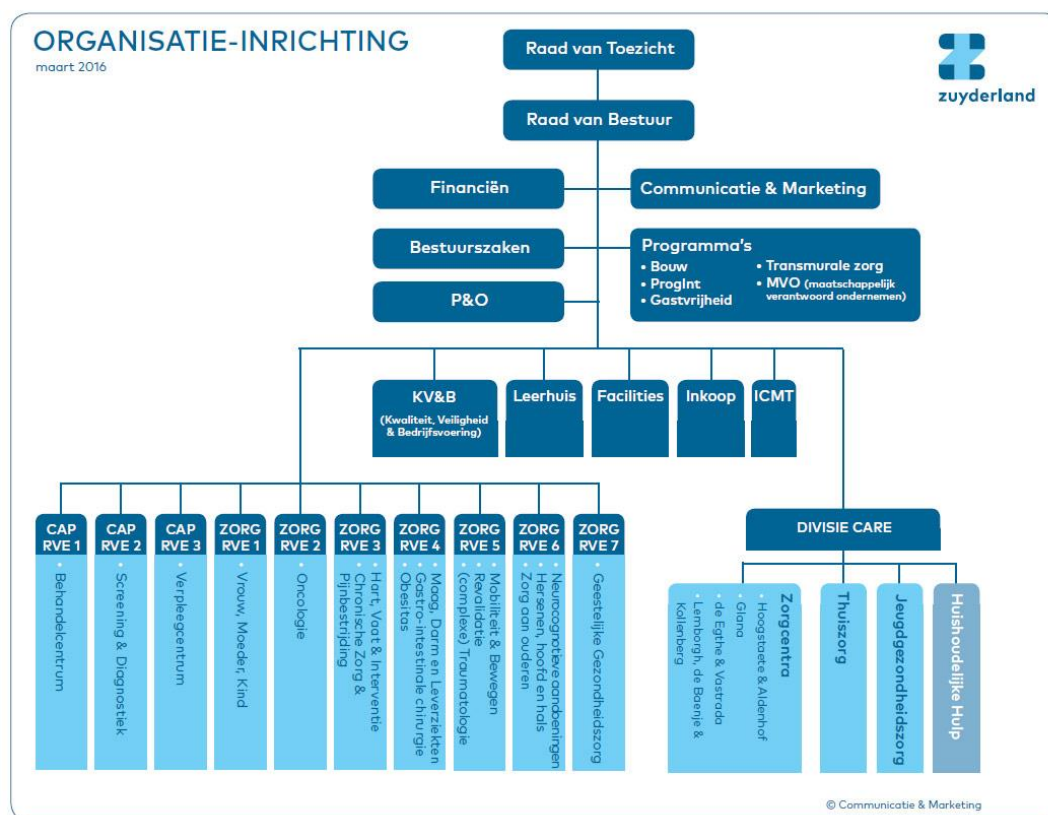 ORGANISATIE-INRICHTING
maart 2016
zuyderland
Raad van Toezicht
Raad van Bestuur
Financiën
Communicatie & Marketing
Bestuurszaken
Programma's
• Bouw
• ProgInt
• Gastvrijheid
• Transmurale zorg
• MVO (maatschappelijk
verantwoord ondernemen)
P&O
KV&B
(Kwaliteit, Veiligheid
& Bedrijfsvoering)
Leerhuis
Facilities
Inkoop
ICMT
CAP
RVE 1
• Behandelcentrum
CAP
RVE 2
• Screening & Diagnostiek
CAP
RVE 3
• Verpleegcentrum
ZORG
RVE 1
• Vrouw, Moeder, Kind
ZORG
RVE 2
• Oncologie
ZORG
RVE 3
• Hart, Vaat & Interventie
• Chronische Zorg &
Pijnbestrijding
ZORG
RVE 4
• Maag, Darm en Leverziekten
• Gastro-intestinale chirurgie
• Obesitas
ZORG
RVE 5
• Mobiliteit & Bewegen
• Revalidatie
• (complexe) Traumatologie
ZORG
RVE 6
• Neurocognotieve aandoeningen
• Hersenen, hoofd en hals
• Zorg aan ouderen
ZORG
RVE 7
• Geestelijke Gezondheidszorg
DIVISIE CARE
Zorgcentra
• Hoogstaete & Aldenhof
• Glana
• de Egthe & Vastrada
• Lemborgh, de Baenje &
Kollenberg
Thuiszorg
Jeugdgezondheidszorg
Huishoudelijke Hulp
© Communicatie & Marketing